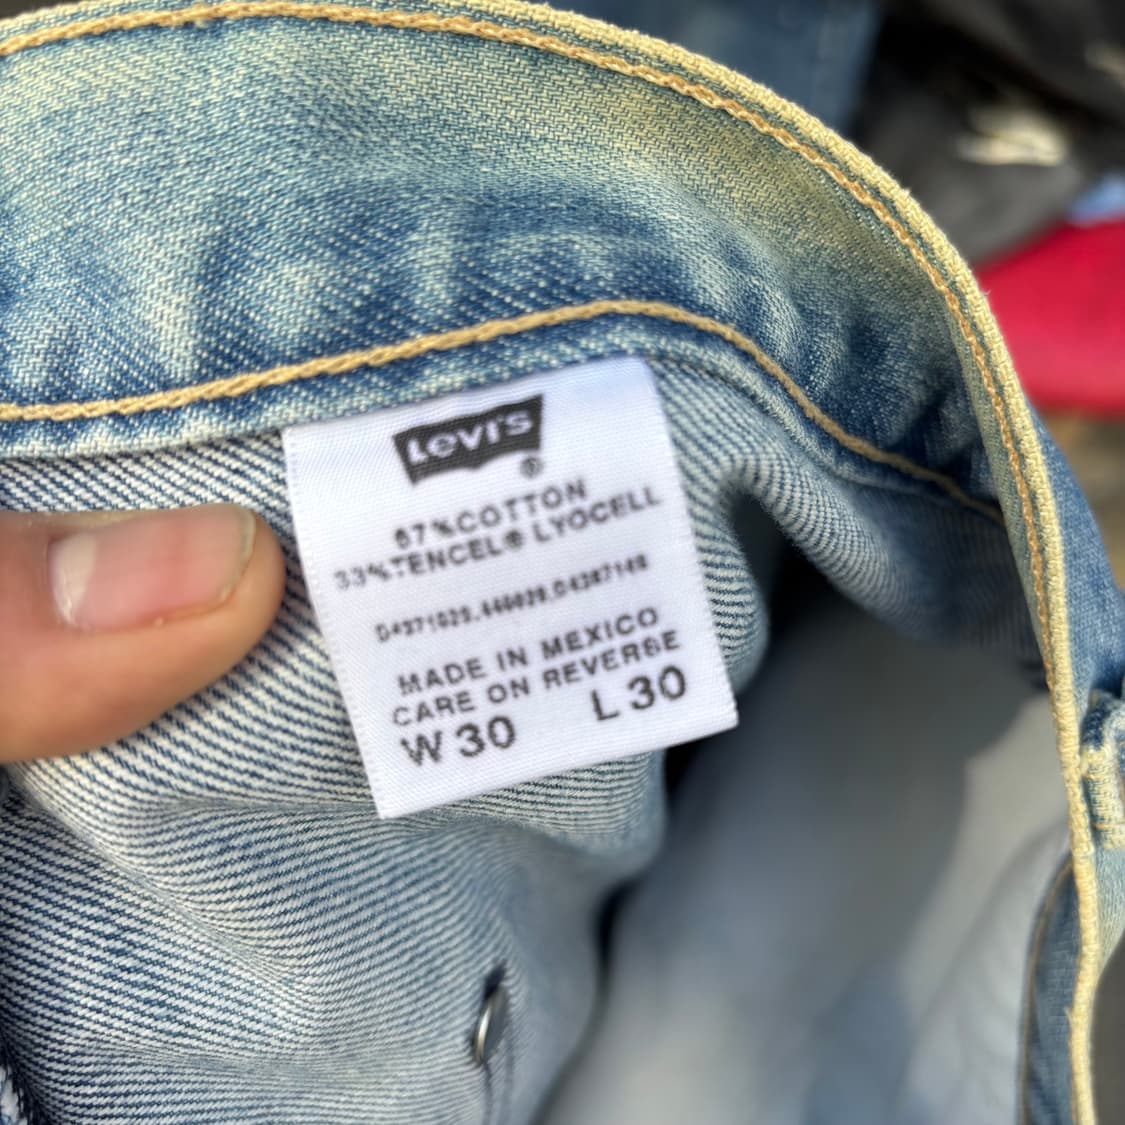 Levi's
®
67%COTTON
33%TENCEL® LYOCELL
MADE IN MEXICO
CARE ON REVERSE
W 30 L 30